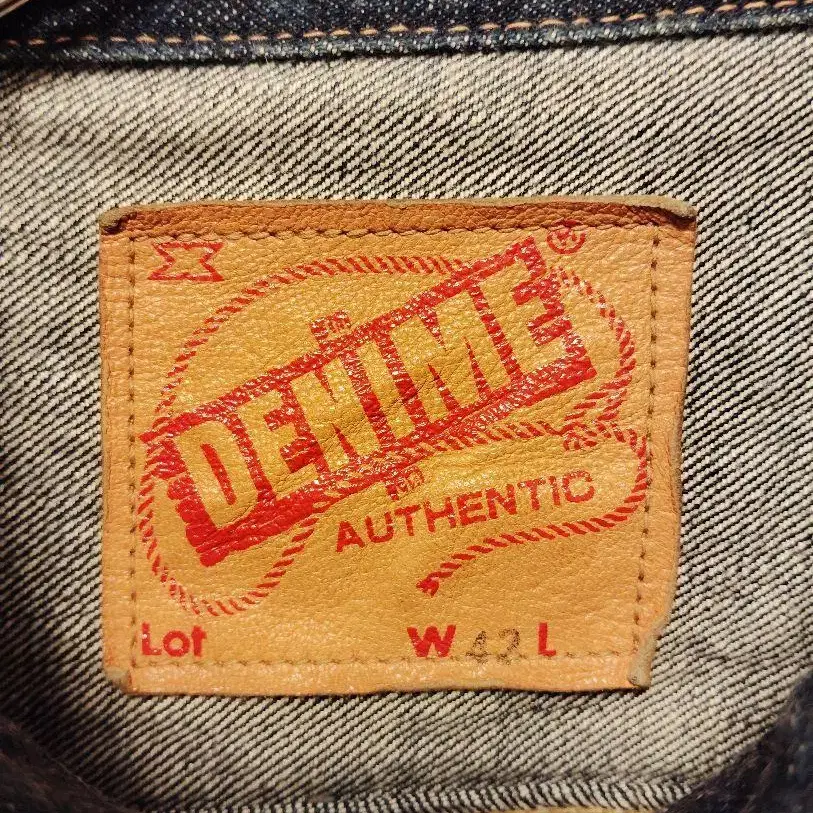 ®
DENIME
AUTHENTIC
Lot W 42 L